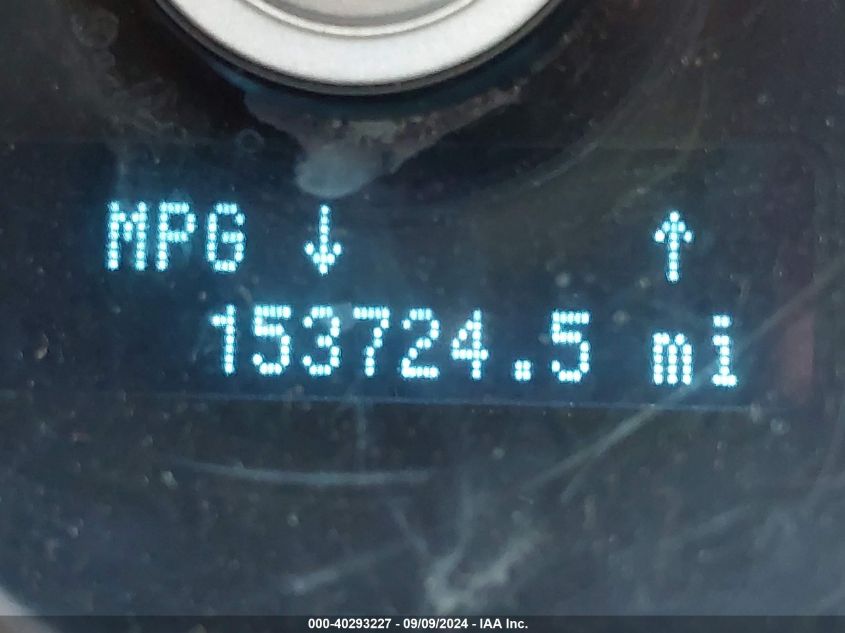 MPG ↓ ↑
153724.5 mi
000-40293227 - 09/09/2024 - IAA Inc.